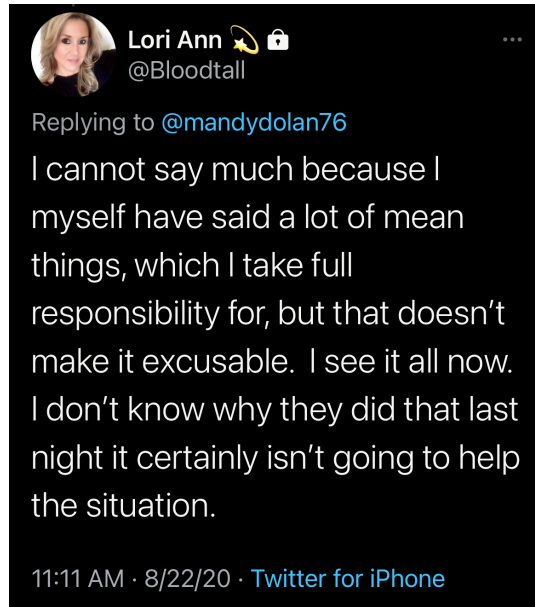 Lori Ann 💫 🔒
@Bloodtall
Replying to @mandydolan76
I cannot say much because I
myself have said a lot of mean
things, which I take full
responsibility for, but that doesn’t
make it excusable.  I see it all now.
I don’t know why they did that last
night it certainly isn’t going to help
the situation.
11:11 AM · 8/22/20 · Twitter for iPhone